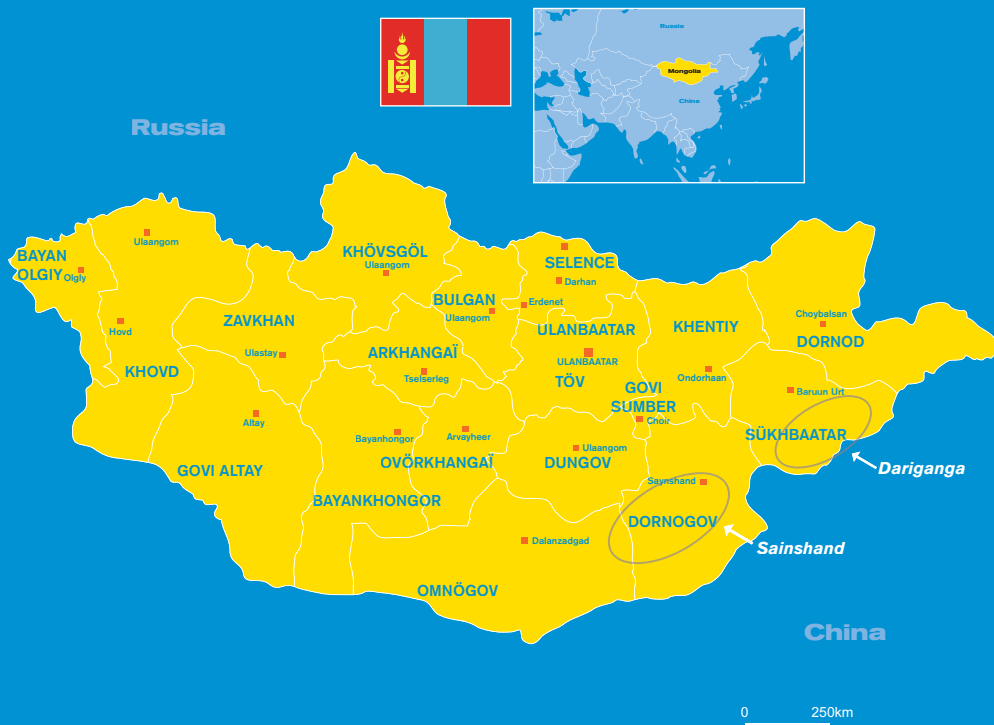 Russia
Mongolia
China
Russia
Ulaangom
BAYAN
OLGIY
Olgiy
KHÖVSGÖL
Ulaangom
SELENCE
Darhan
BULGAN
Ulaangom
Erdenet
Hovd
ZAVKHAN
Ulastay
ULANBAATAR
ULANBAATAR
KHENTIY
Choybalsan
DORNOD
ARKHANGAÏ
Tselserleg
KHOVD
TÖV
Ondorhaan
GOVI
SUMBER
Choir
Baruun Urt
Altay
Bayanhongor
Arvayheer
SÜKHBAATAR
GOVI ALTAY
OVÖRKHANGAÏ
DUNGOV
Ulaangom
Dariganga
Saynshand
BAYANKHONGOR
DORNOGOV
Dalanzadgad
Sainshand
OMNÖGOV
China
0 250km